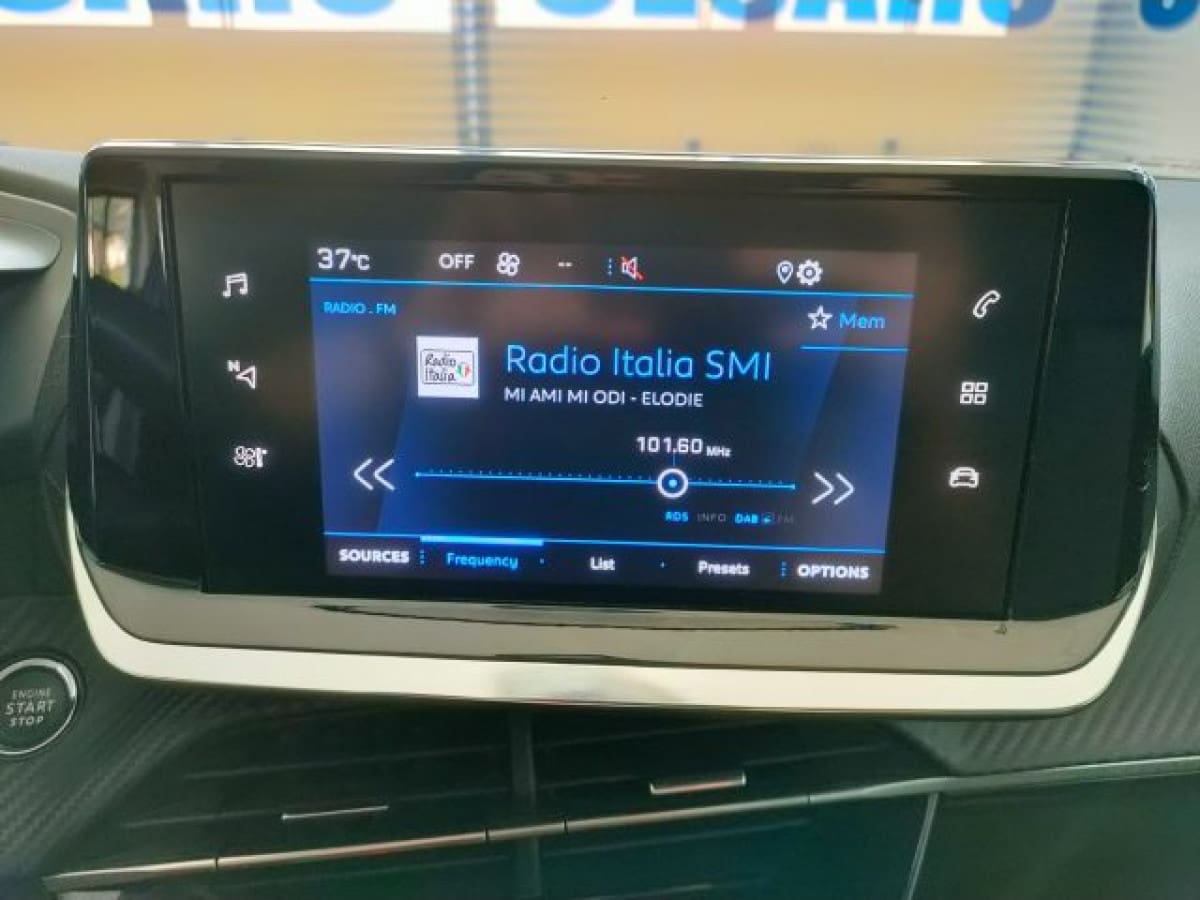 37°C OFF --
RADIO . FM
Mem
Radio
Italia
Radio Italia SMI
MI AMI MI ODI - ELODIE
101.60 MHz
RDS INFO DAB FM
SOURCES Frequency List Presets OPTIONS
N
ENGINE
START
STOP